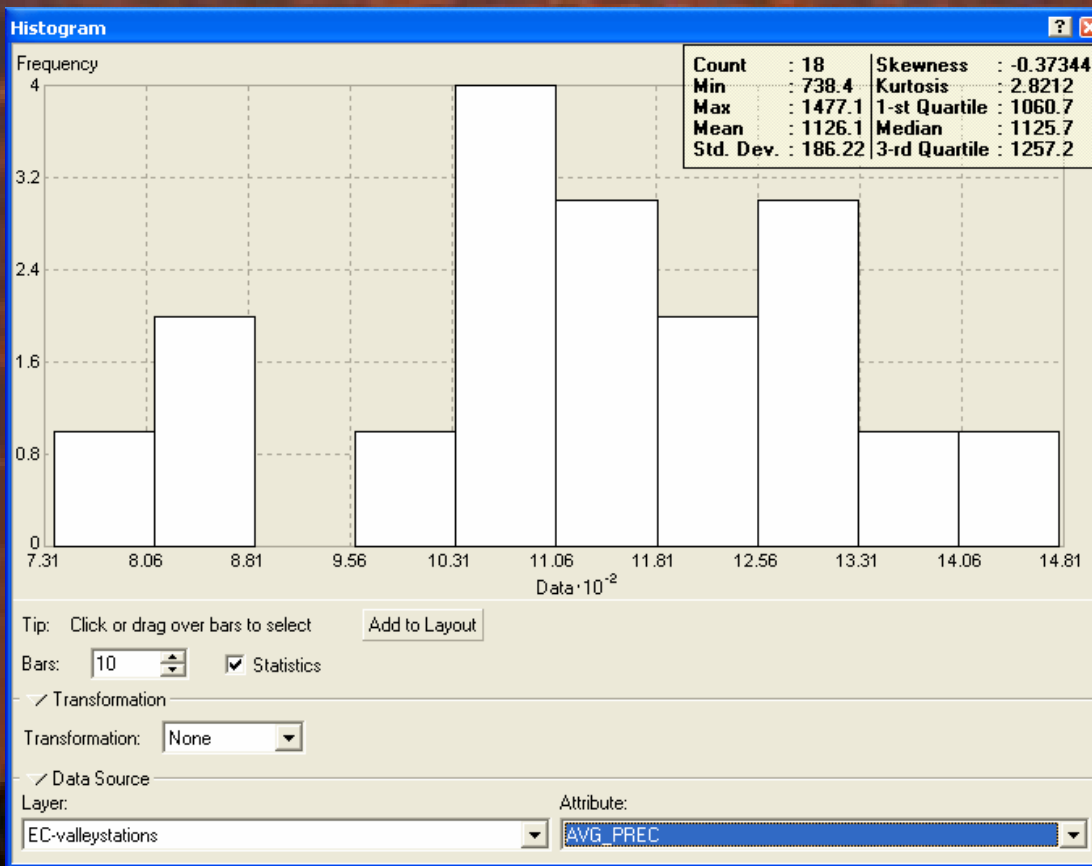 Histogram
Frequency
Count : 18 Skewness : -0.37344
Min : 738.4 Kurtosis : 2.8212
Max : 1477.1 1-st Quartile : 1060.7
Mean : 1126.1 Median : 1125.7
Std. Dev. : 186.22 3-rd Quartile : 1257.2
4
3.2
2.4
1.6
0.8
0
7.31 8.06 8.81 9.56 10.31 11.06 11.81 12.56 13.31 14.06 14.81
Data·10⁻²
Tip: Click or drag over bars to select Add to Layout
Bars: 10 Statistics
Transformation
Transformation: None
Data Source
Layer: Attribute:
EC-valleystations AVG_PREC